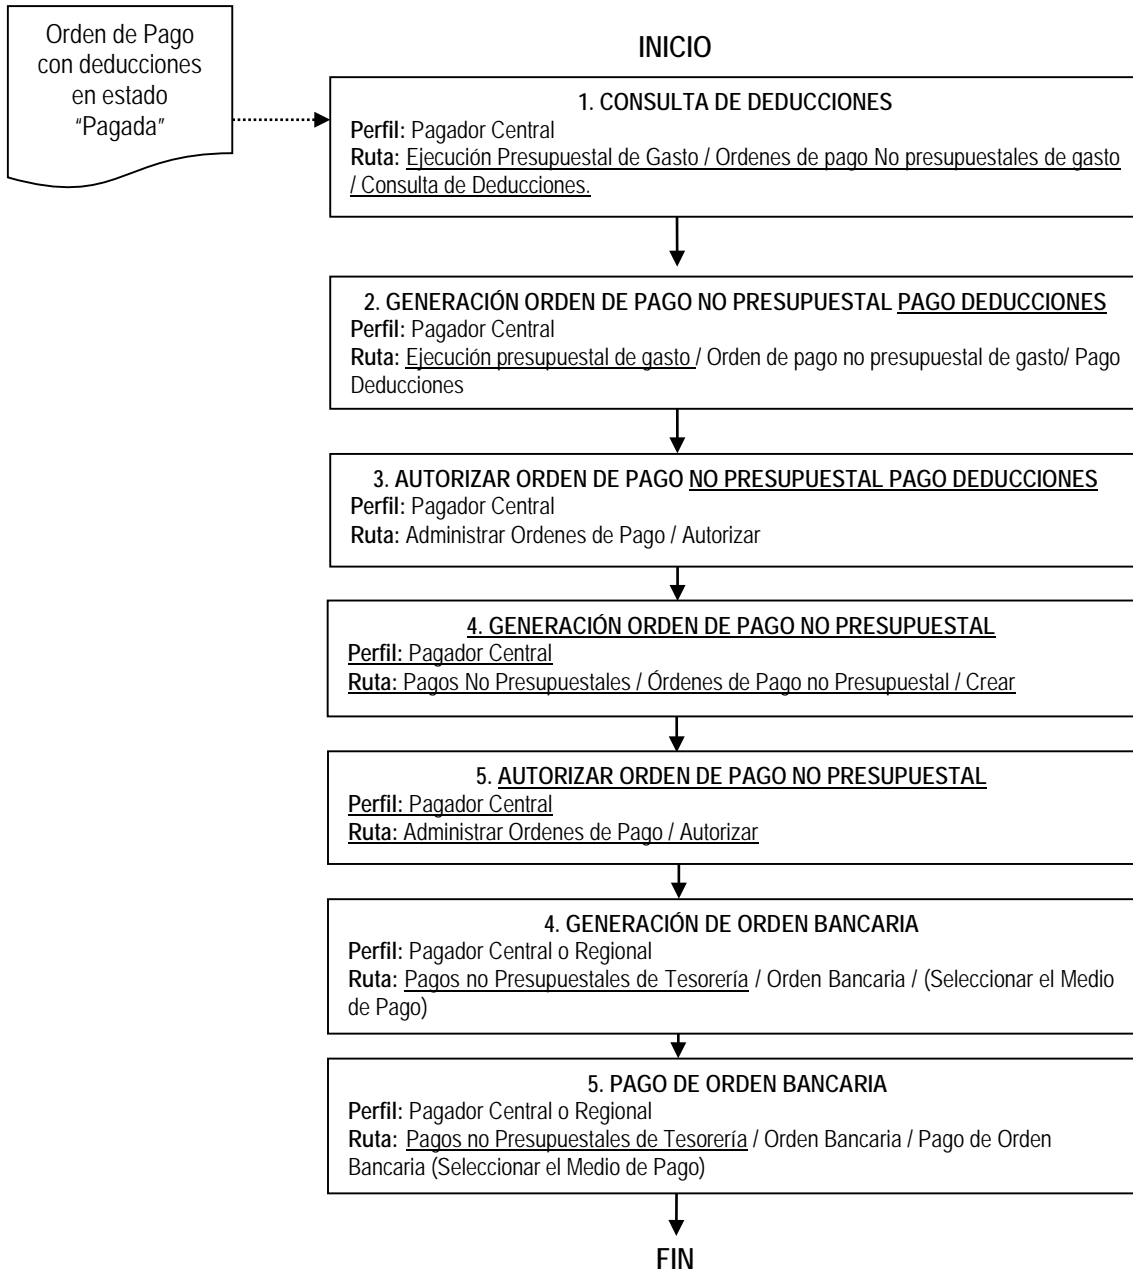 Orden de Pago
con deducciones
en estado
“Pagada”
INICIO
1. CONSULTA DE DEDUCCIONES
Perfil: Pagador Central
Ruta: Ejecución Presupuestal de Gasto / Ordenes de pago No presupuestales de gasto
/ Consulta de Deducciones.
2. GENERACIÓN ORDEN DE PAGO NO PRESUPUESTAL PAGO DEDUCCIONES
Perfil: Pagador Central
Ruta: Ejecución presupuestal de gasto / Orden de pago no presupuestal de gasto/ Pago
Deducciones
3. AUTORIZAR ORDEN DE PAGO NO PRESUPUESTAL PAGO DEDUCCIONES
Perfil: Pagador Central
Ruta: Administrar Ordenes de Pago / Autorizar
4. GENERACIÓN ORDEN DE PAGO NO PRESUPUESTAL
Perfil: Pagador Central
Ruta: Pagos No Presupuestales / Órdenes de Pago no Presupuestal / Crear
5. AUTORIZAR ORDEN DE PAGO NO PRESUPUESTAL
Perfil: Pagador Central
Ruta: Administrar Ordenes de Pago / Autorizar
4. GENERACIÓN DE ORDEN BANCARIA
Perfil: Pagador Central o Regional
Ruta: Pagos no Presupuestales de Tesorería / Orden Bancaria / (Seleccionar el Medio
de Pago)
5. PAGO DE ORDEN BANCARIA
Perfil: Pagador Central o Regional
Ruta: Pagos no Presupuestales de Tesorería / Orden Bancaria / Pago de Orden
Bancaria (Seleccionar el Medio de Pago)
FIN